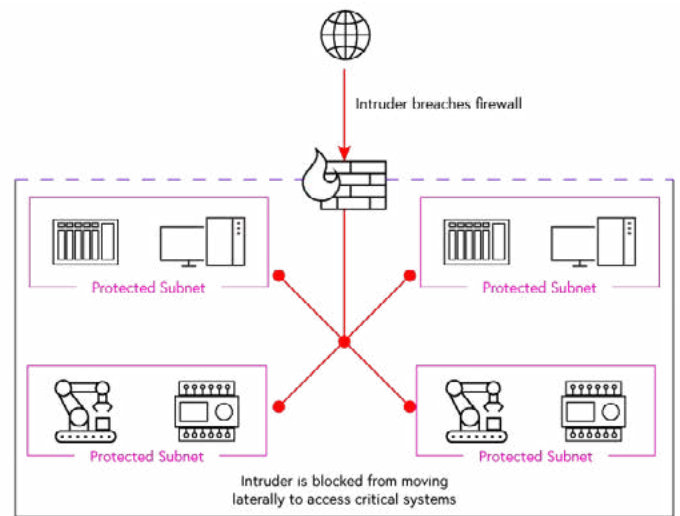 Intruder breaches firewall
Protected Subnet
Protected Subnet
Protected Subnet
Protected Subnet
Intruder is blocked from moving
laterally to access critical systems